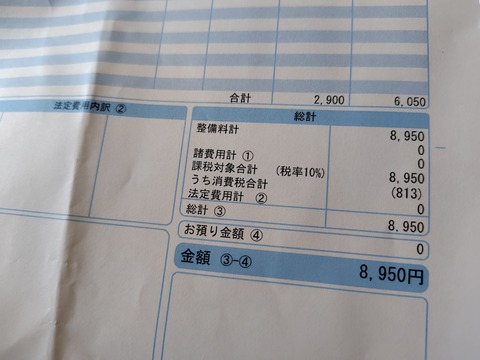 合計 2,900 6,050
法定費用内訳 ②
総計
整備料計 8,950
0
諸費用計 ① 0
課税対象合計 (税率10%) 8,950
うち消費税合計 (813)
法定費用計 ② 0
総計 ③ 8,950
お預り金額 ④ 0
金額 ③-④ 8,950円